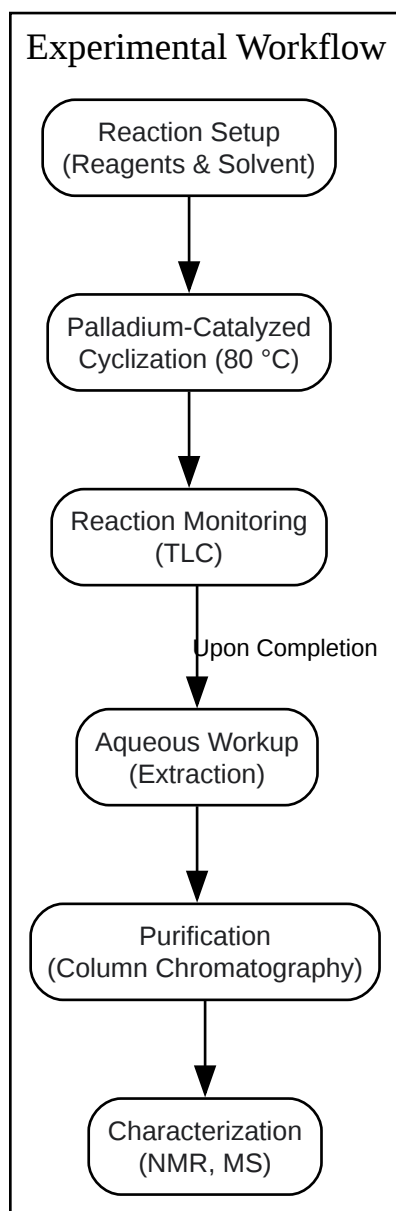 Experimental Workflow
Reaction Setup
(Reagents & Solvent)
Palladium-Catalyzed
Cyclization (80 °C)
Reaction Monitoring
(TLC)
Upon Completion
Aqueous Workup
(Extraction)
Purification
(Column Chromatography)
Characterization
(NMR, MS)